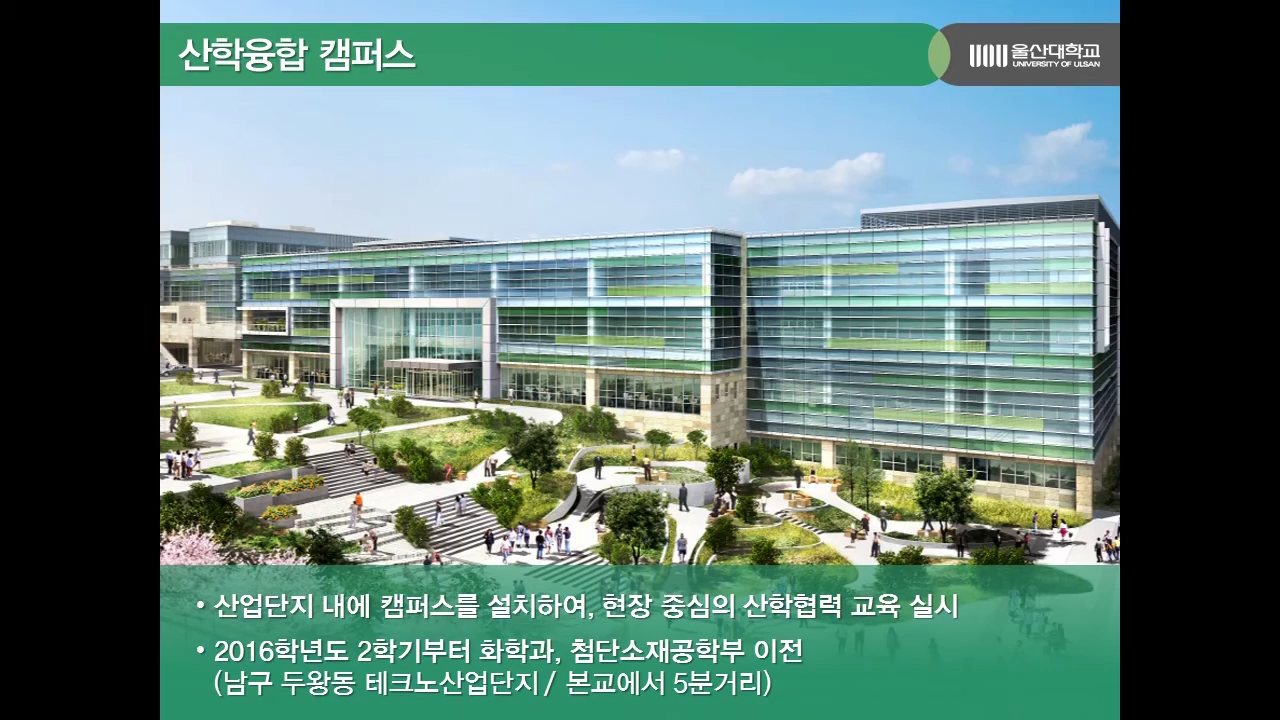 산학융합 캠퍼스
울산대학교
UNIVERSITY OF ULSAN
• 산업단지 내에 캠퍼스를 설치하여, 현장 중심의 산학협력 교육 실시
• 2016학년도 2학기부터 화학과, 첨단소재공학부 이전
(남구 두왕동 테크노산업단지 / 본교에서 5분거리)